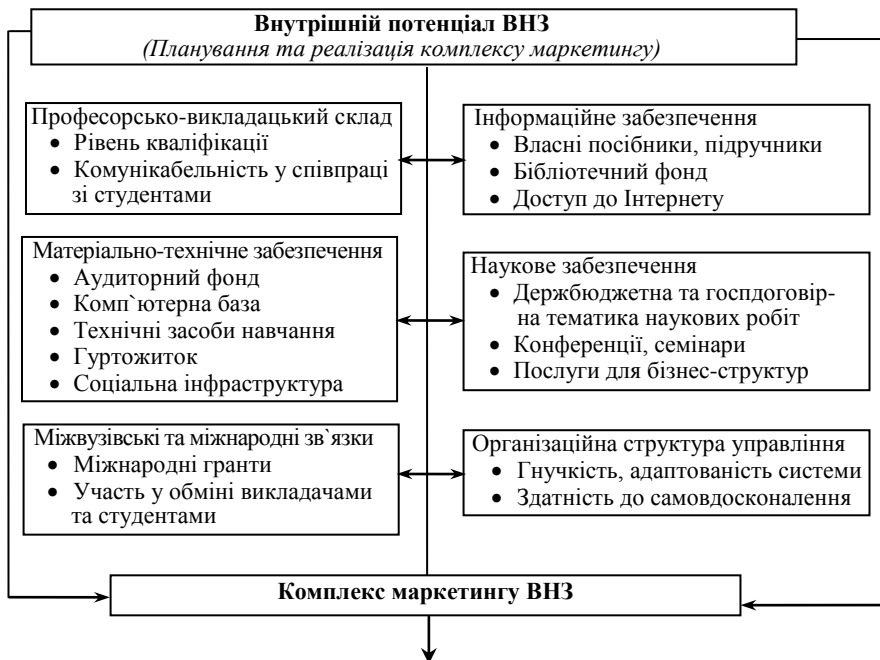 Внутрішній потенціал ВНЗ
(Планування та реалізація комплексу маркетингу)
Професорсько-викладацький склад
• Рівень кваліфікації
• Комунікабельність у співпраці
зі студентами
Інформаційне забезпечення
• Власні посібники, підручники
• Бібліотечний фонд
• Доступ до Інтернету
Матеріально-технічне забезпечення
• Аудиторний фонд
• Комп`ютерна база
• Технічні засоби навчання
• Гуртожиток
• Соціальна інфраструктура
Наукове забезпечення
• Держбюджетна та госпдоговір-
на тематика наукових робіт
• Конференції, семінари
• Послуги для бізнес-структур
Міжвузівські та міжнародні зв`язки
• Міжнародні гранти
• Участь у обміні викладачами
та студентами
Організаційна структура управління
• Гнучкість, адаптованість системи
• Здатність до самовдосконалення
Комплекс маркетингу ВНЗ